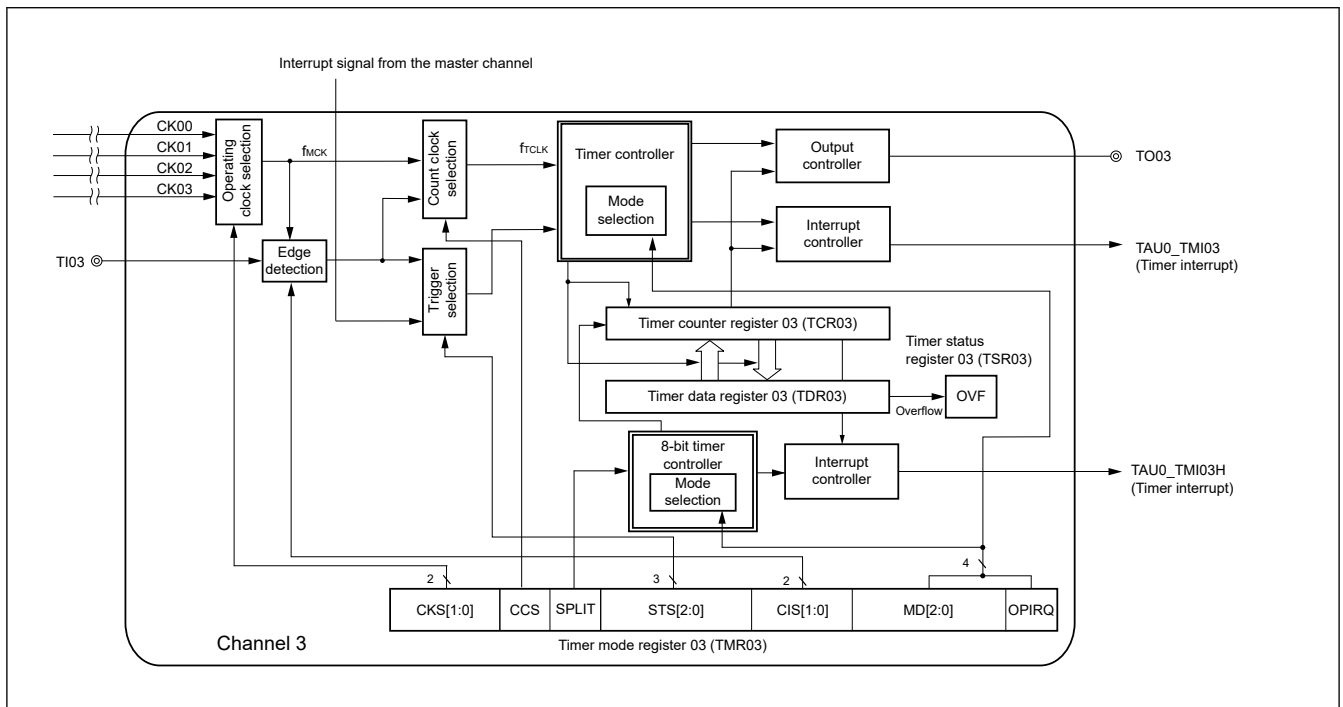 Interrupt signal from the master channel
CK00
CK01
CK02
CK03
Operating
clock selection
fMCK
Count clock
selection
fTCLK
Timer controller
Mode
selection
Output
controller
TO03
Interrupt
controller
TAU0_TMI03
(Timer interrupt)
TI03
Edge
detection
Trigger
selection
Timer counter register 03 (TCR03)
Timer status
register 03 (TSR03)
Timer data register 03 (TDR03)
Overflow
OVF
8-bit timer
controller
Mode
selection
Interrupt
controller
TAU0_TMI03H
(Timer interrupt)
2
3
2
4
CKS[1:0]
CCS
SPLIT
STS[2:0]
CIS[1:0]
MD[2:0]
OPIRQ
Channel 3
Timer mode register 03 (TMR03)